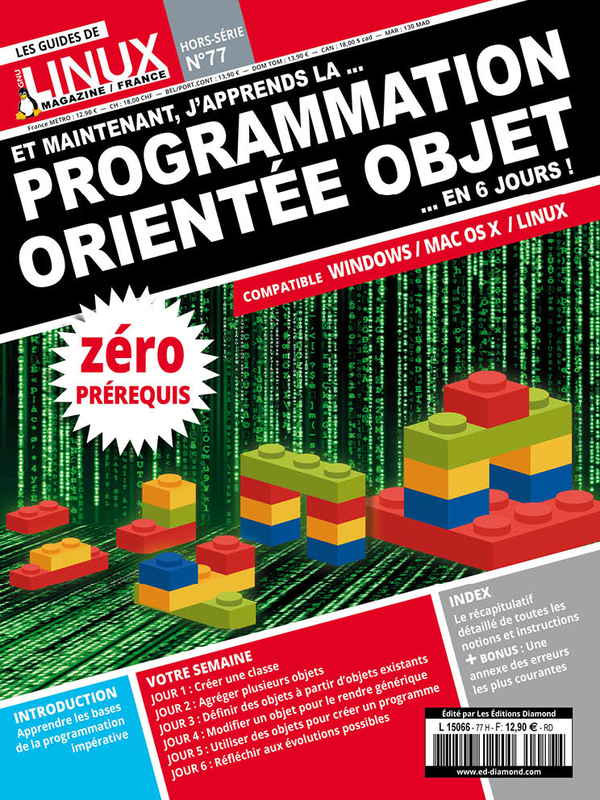 LES GUIDES DE
GNU
LINUX
MAGAZINE / FRANCE
HORS-SÉRIE
N°77
France MÉTRO : 12,90 € — CH : 18,00 CHF — BEL/PORT.CONT : 13,90 € — DOM TOM : 13,90 € — CAN : 18,00 $ cad — MAR : 130 MAD
ET MAINTENANT, J'APPRENDS LA ...
PROGRAMMATION
ORIENTÉE OBJET
... EN 6 JOURS !
COMPATIBLE WINDOWS / MAC OS X / LINUX
zéro
PRÉREQUIS
INTRODUCTION
Apprendre les bases
de la programmation
impérative
VOTRE SEMAINE
JOUR 1 : Créer une classe
JOUR 2 : Agréger plusieurs objets
JOUR 3 : Définir des objets à partir d'objets existants
JOUR 4 : Modifier un objet pour le rendre générique
JOUR 5 : Utiliser des objets pour créer un programme
JOUR 6 : Réfléchir aux évolutions possibles
INDEX
Le récapitulatif
détaillé de toutes les
notions et instructions
+ BONUS : Une
annexe des erreurs
les plus courantes
Édité par Les Éditions Diamond
L 15066 - 77 H - F: 12,90 € - RD
www.ed-diamond.com